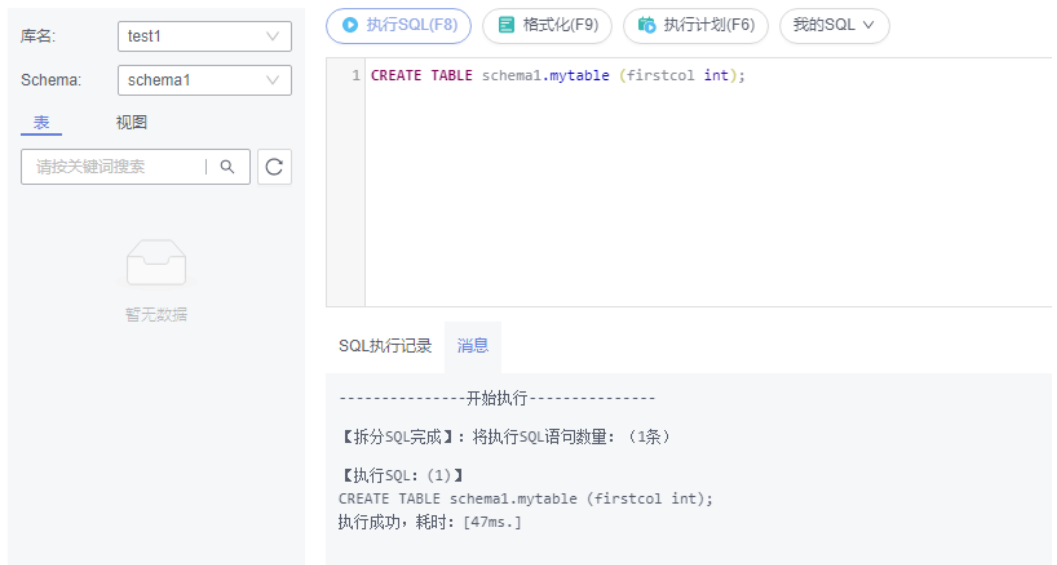 库名: test1
Schema: schema1
表 视图
请按关键词搜索
暂无数据
执行SQL(F8) 格式化(F9) 执行计划(F6) 我的SQL
1 CREATE TABLE schema1.mytable (firstcol int);
SQL执行记录 消息
---------------开始执行---------------
【拆分SQL完成】：将执行SQL语句数量：（1条）
【执行SQL：(1)】
CREATE TABLE schema1.mytable (firstcol int);
执行成功，耗时：[47ms.]